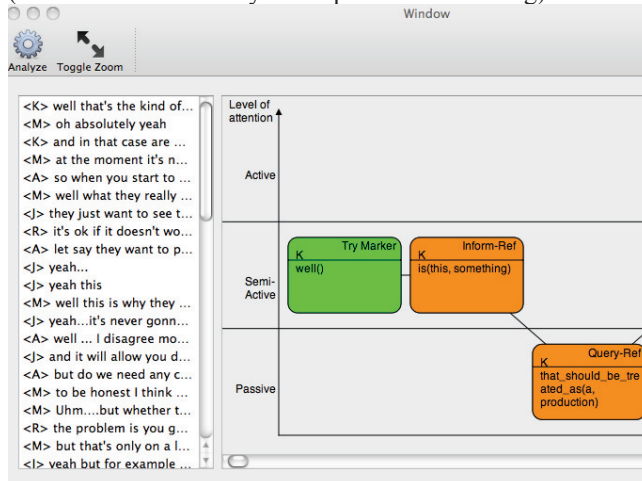 Window
Analyze Toggle Zoom
<K> well that's the kind of...
<M> oh absolutely yeah
<K> and in that case are ...
<M> at the moment it's n...
<A> so when you start to ...
<M> well what they really ...
<J> they just want to see t...
<R> it's ok if it doesn't wo...
<A> let say they want to p...
<J> yeah...
<J> yeah this
<M> well this is why they ...
<J> yeah...it's never gonn...
<A> well ... I disagree mo...
<J> and it will allow you d...
<A> but do we need any c...
<M> to be honest I think ...
<M> Uhm....but whether t...
<R> the problem is you g...
<M> but that's only on a l...
<J> yeah but for example ...
Level of
attention
Active
Semi-
Active
Passive
Try Marker
K
well()
Inform-Ref
K
is(this, something)
Query-Ref
K
that_should_be_tre
ated_as(a,
production)